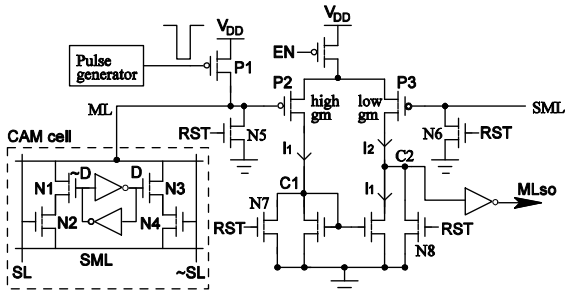 VDD
VDD
EN
Pulse generator
P1
P2
P3
ML
high gm
low gm
SML
RST
N5
N6
RST
CAM cell
I1
I2
C2
~D
D
N1
N3
C1
I1
MLso
N2
N4
N7
RST
RST
N8
SML
SL
~SL